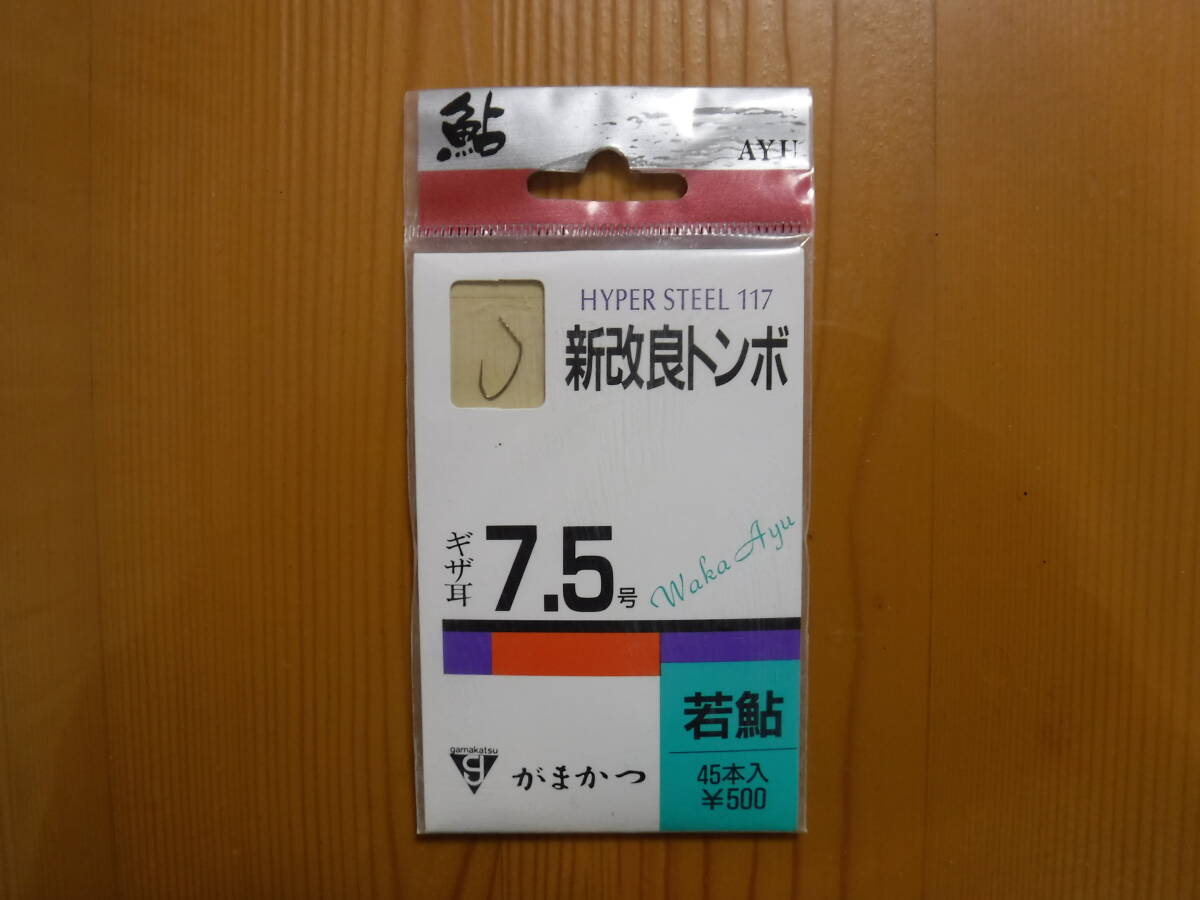 鮎
AYU
HYPER STEEL 117
新改良トンボ
ギザ耳
7.5号
Waka Ayu
若鮎
45本入
¥500
gamakatsu
がまかつ